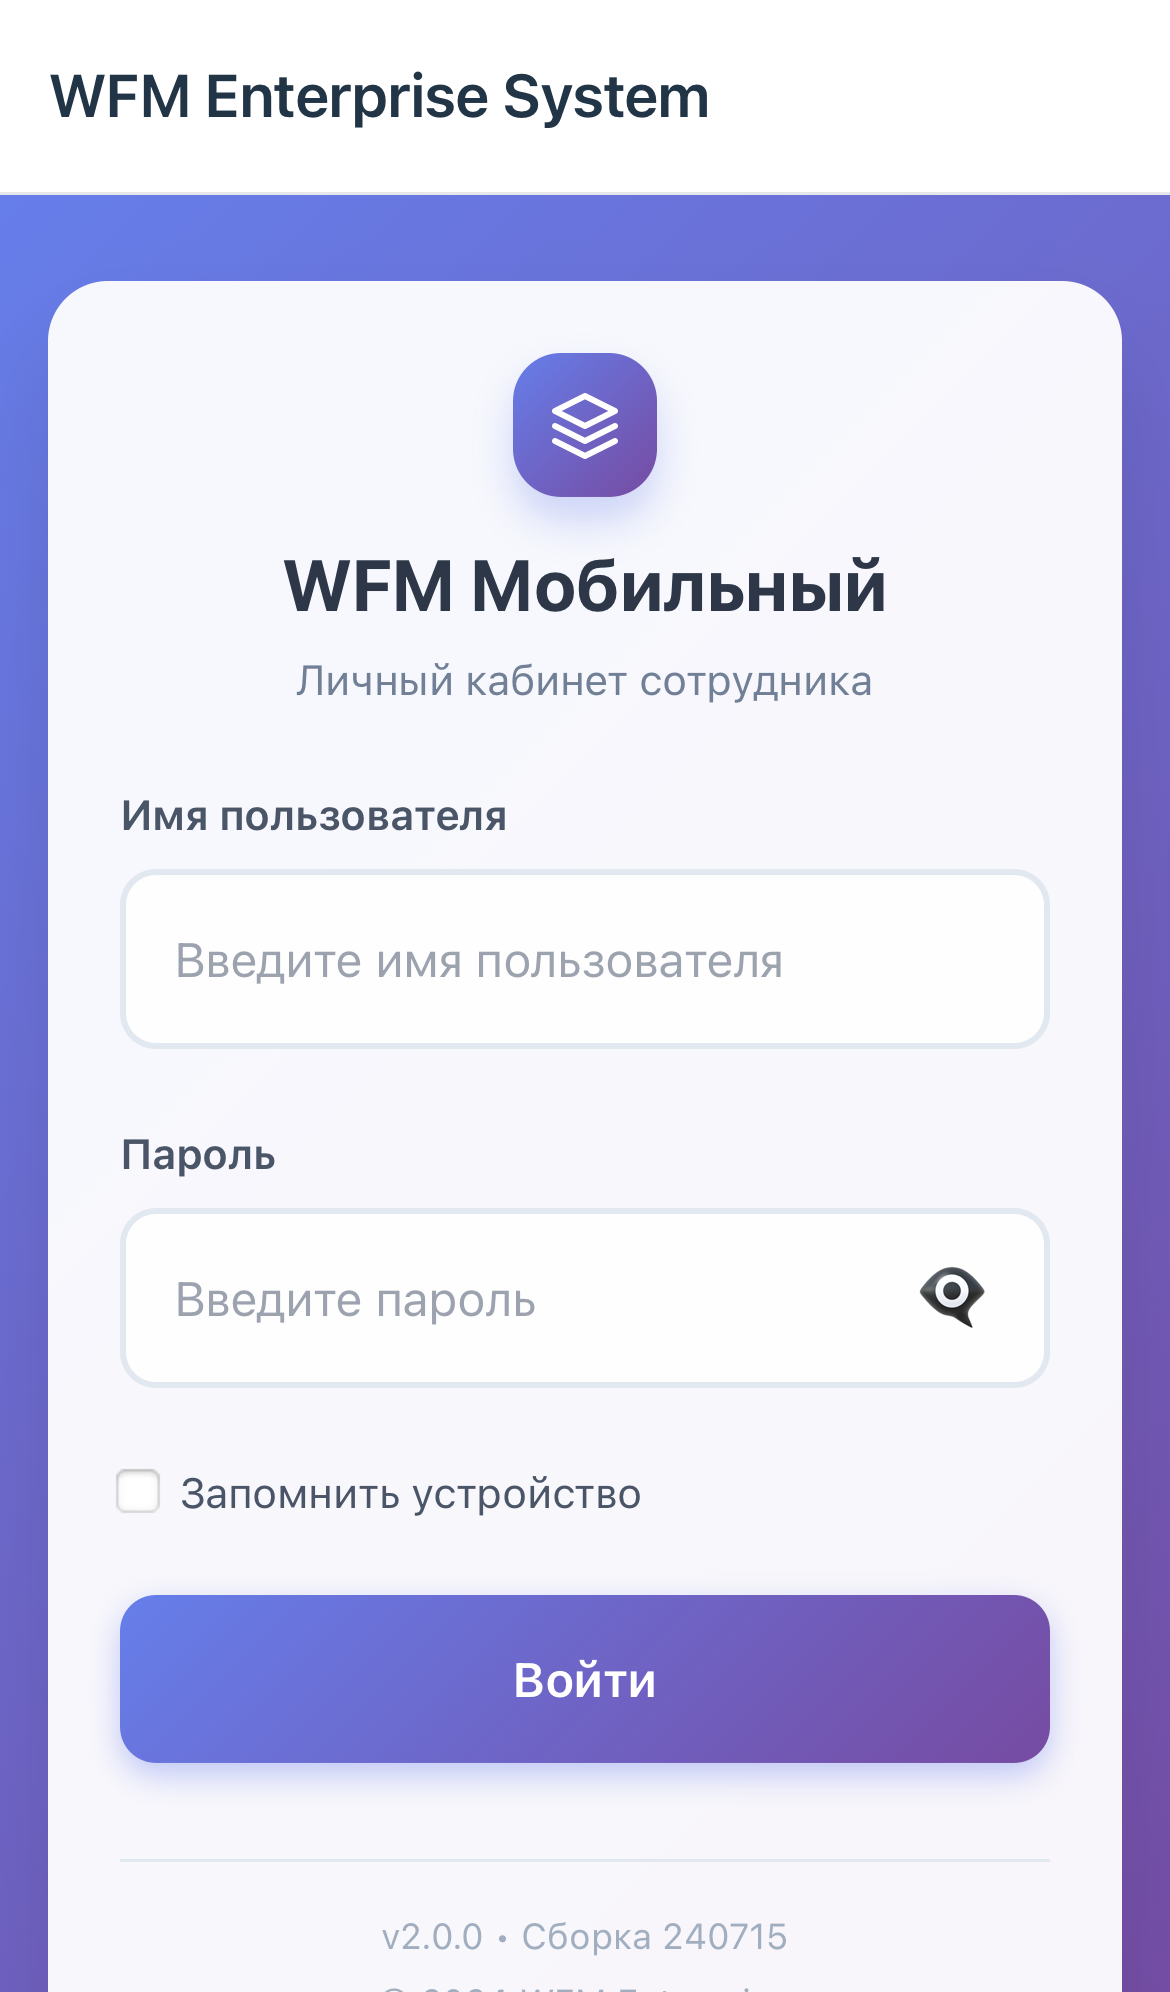 WFM Enterprise System
WFM Мобильный
Личный кабинет сотрудника
Имя пользователя
Введите имя пользователя
Пароль
Введите пароль
Запомнить устройство
Войти
v2.0.0 • Сборка 240715